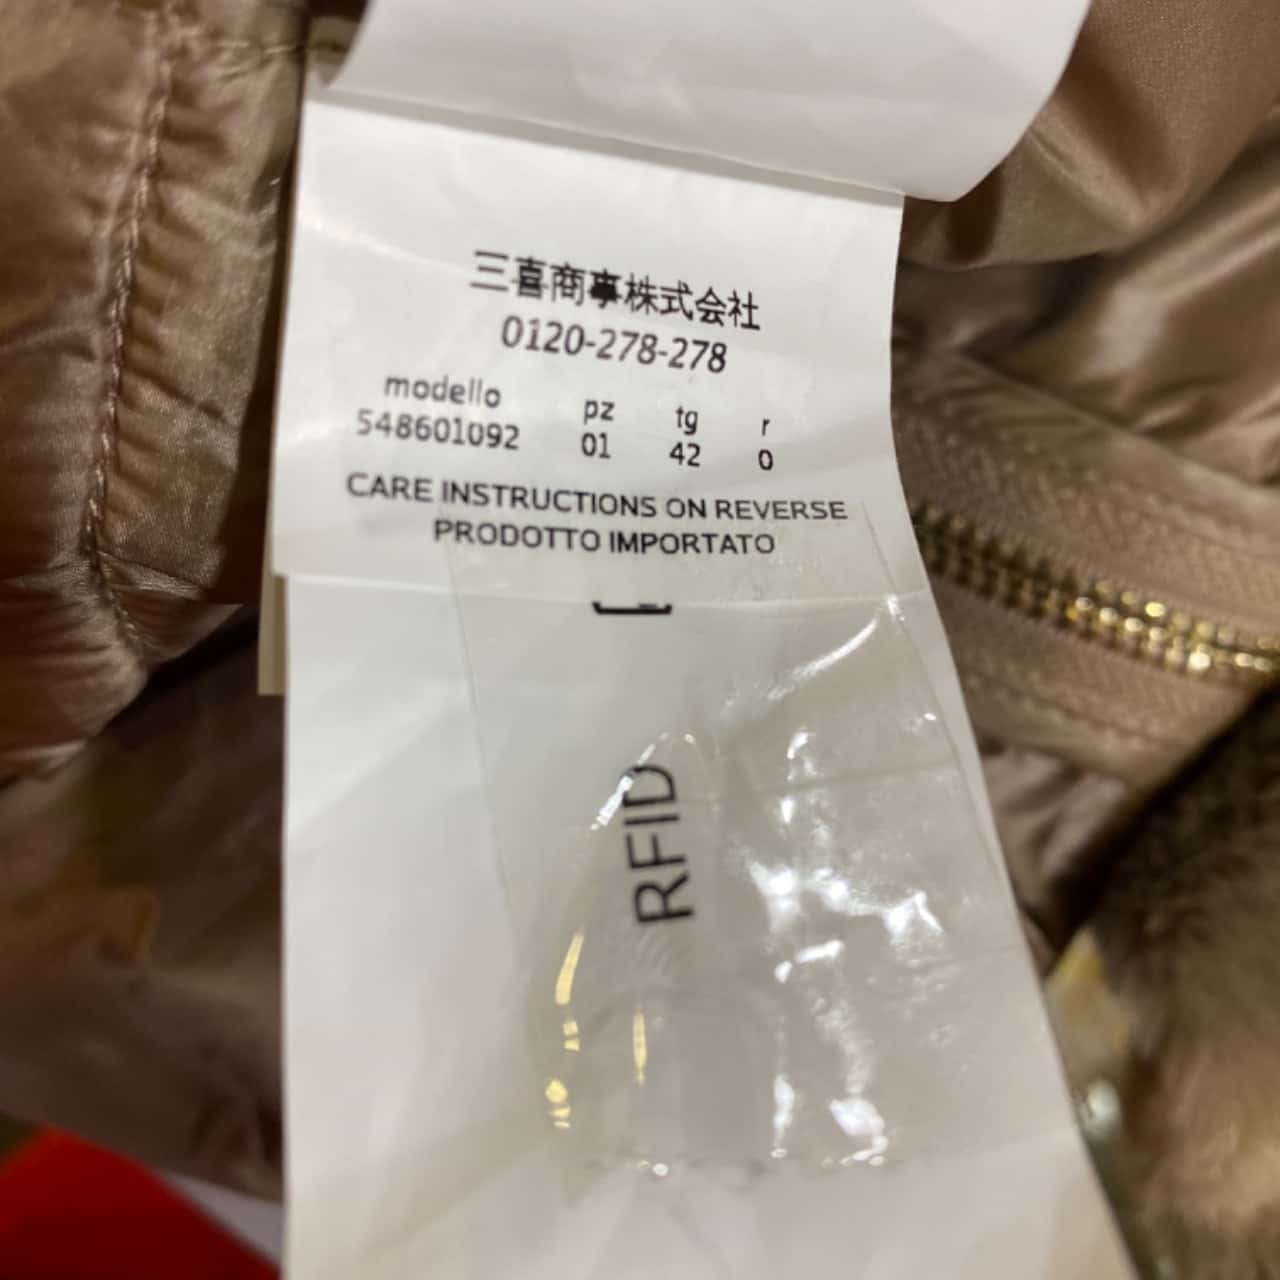 三喜商事株式会社
0120-278-278
modello pz tg r
548601092 01 42 0
CARE INSTRUCTIONS ON REVERSE
PRODOTTO IMPORTATO
RFID